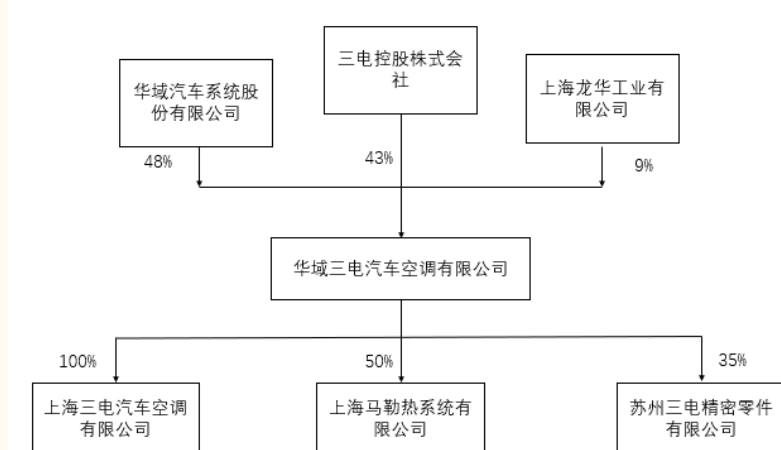 三电控股株式会
社
华域汽车系统股
份有限公司
上海龙华工业有
限公司
48%
43%
9%
华域三电汽车空调有限公司
100%
50%
35%
上海三电汽车空调
有限公司
上海马勒热系统有
限公司
苏州三电精密零件
有限公司